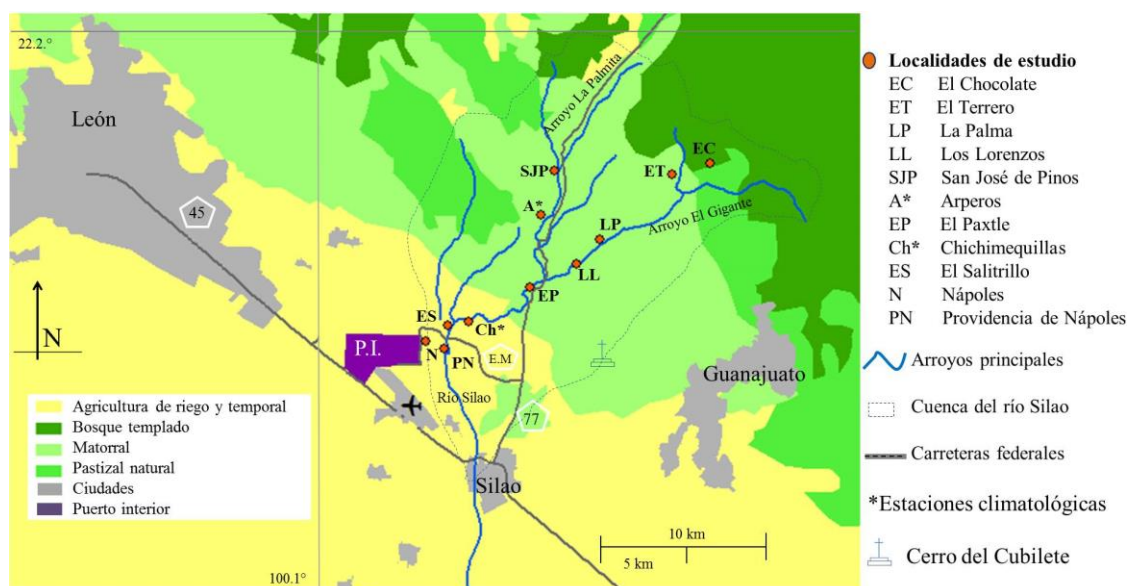 22.2.°
León
45
Arroyo La Palmita
SJP
EC
ET
A*
LP
Arroyo El Gigante
LL
EP
ES
Ch*
P.I.
N
PN
E.M
N
Guanajuato
Río Silao
77
Silao
100.1°
10 km
5 km
Agricultura de riego y temporal
Bosque templado
Matorral
Pastizal natural
Ciudades
Puerto interior
Localidades de estudio
EC El Chocolate
ET El Terrero
LP La Palma
LL Los Lorenzos
SJP San José de Pinos
A* Arperos
EP El Paxtle
Ch* Chichimequillas
ES El Salitrillo
N Nápoles
PN Providencia de Nápoles
Arroyos principales
Cuenca del río Silao
Carreteras federales
*Estaciones climatológicas
Cerro del Cubilete